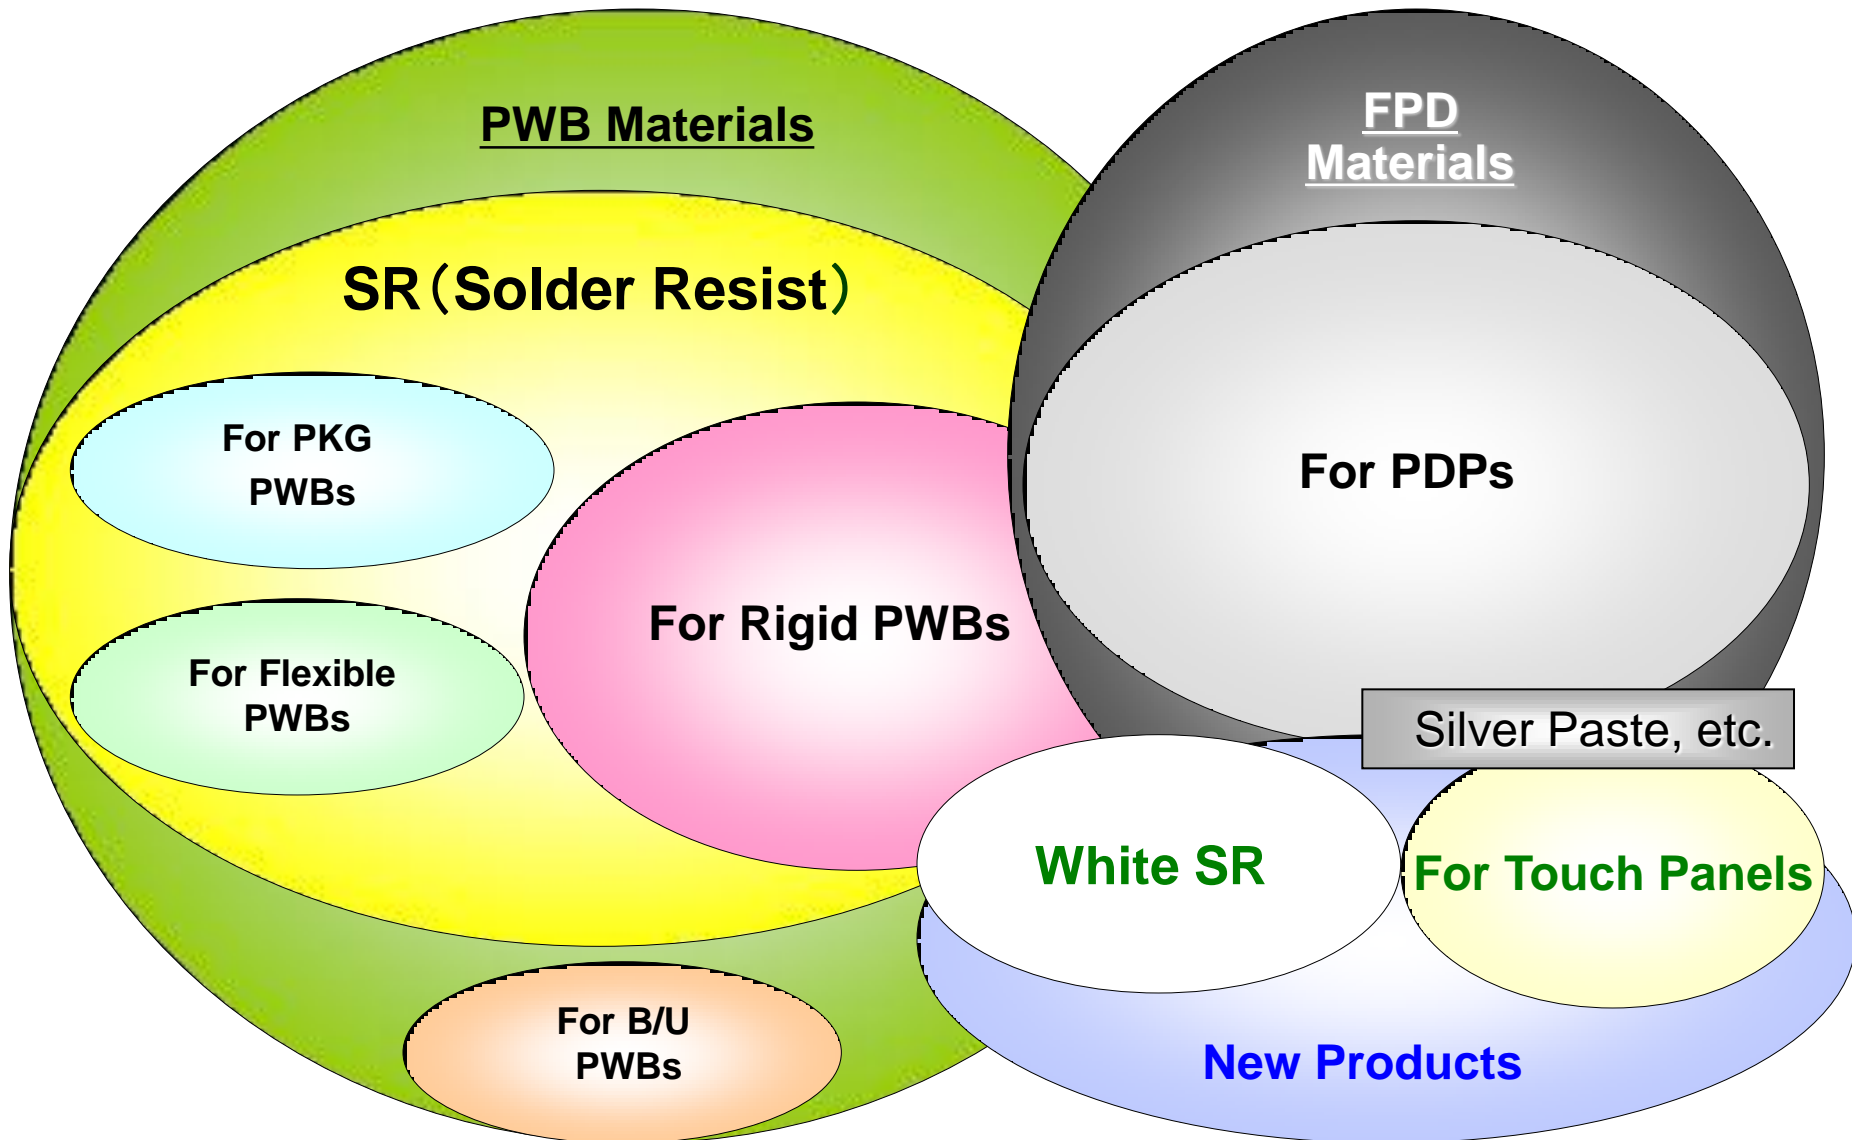 PWB Materials
FPD
Materials
SR（Solder Resist）
For PKG
PWBs
For PDPs
For Rigid PWBs
For Flexible
PWBs
Silver Paste, etc.
White SR
For Touch Panels
For B/U
PWBs
New Products